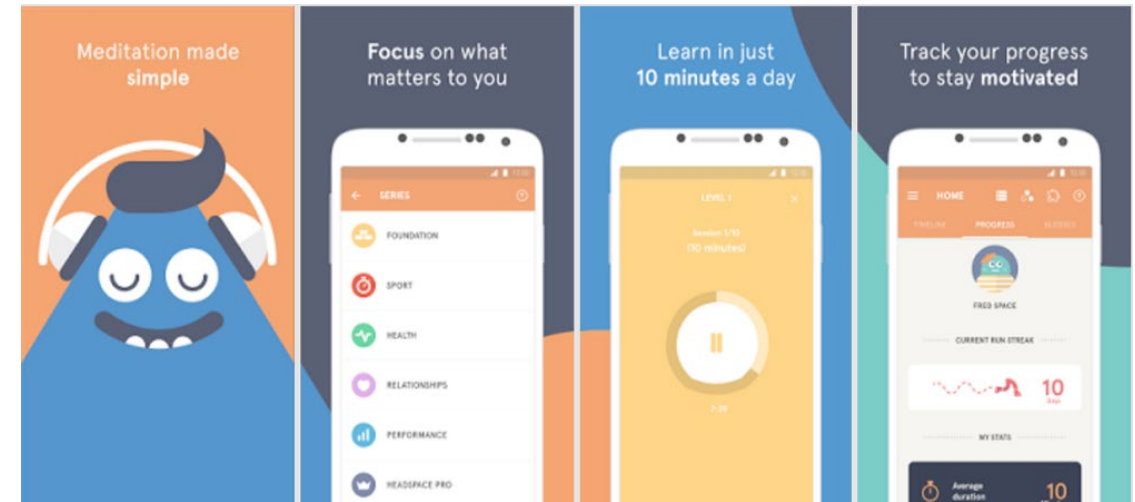 Meditation made
simple
Focus on what
matters to you
SERIES
FOUNDATION
SPORT
HEALTH
RELATIONSHIPS
PERFORMANCE
HEADSPACE PRO
Learn in just
10 minutes a day
LEVEL 1
Session 1/10
(10 minutes)
Track your progress
to stay motivated
HOME
TIMELINE PROGRESS BUDDIES
FRED SPACE
CURRENT RUN STREAK
10
Days
MY STATS
Average
duration
10